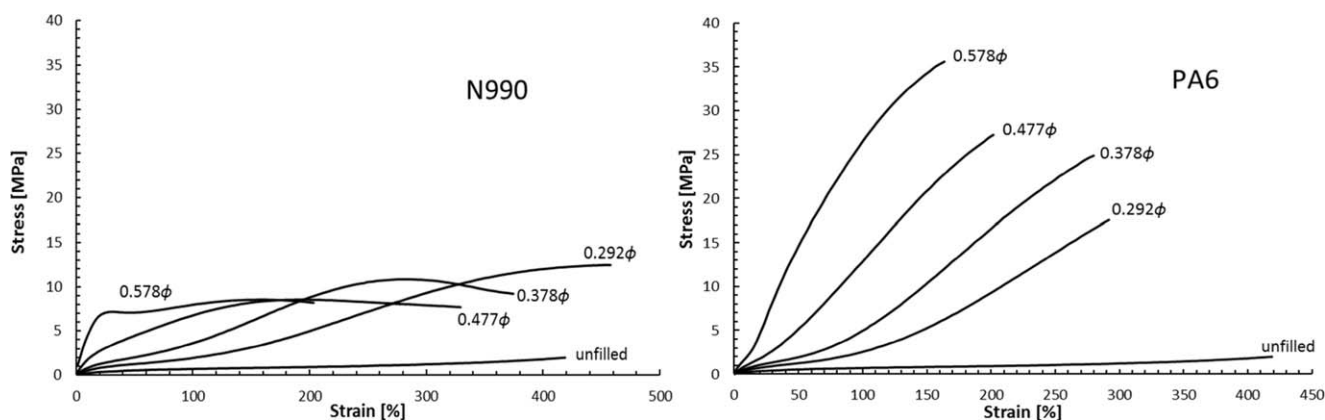 40
35
30
25
20
15
10
5
0
Stress [MPa]
N990
0.578ϕ
0.292ϕ
0.378ϕ
0.477ϕ
unfilled
0 100 200 300 400 500
Strain [%]
40
35
30
25
20
15
10
5
0
Stress [MPa]
PA6
0.578ϕ
0.477ϕ
0.378ϕ
0.292ϕ
unfilled
0 50 100 150 200 250 300 350 400 450
Strain [%]